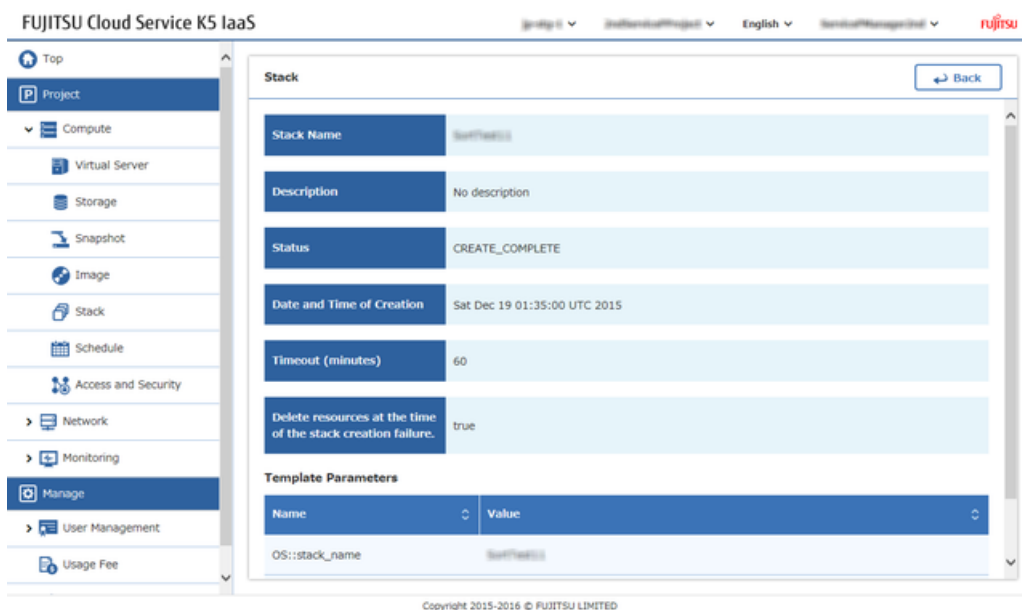 FUJITSU Cloud Service K5 IaaS
English
FUJITSU
Top
P Project
Compute
Virtual Server
Storage
Snapshot
Image
Stack
Schedule
Access and Security
Network
Monitoring
Manage
User Management
Usage Fee
Stack
Back
Stack Name
Description
No description
Status
CREATE_COMPLETE
Date and Time of Creation
Sat Dec 19 01:35:00 UTC 2015
Timeout (minutes)
60
Delete resources at the time
of the stack creation failure.
true
Template Parameters
Name
Value
OS::stack_name
Copyright 2015-2016 © FUJITSU LIMITED